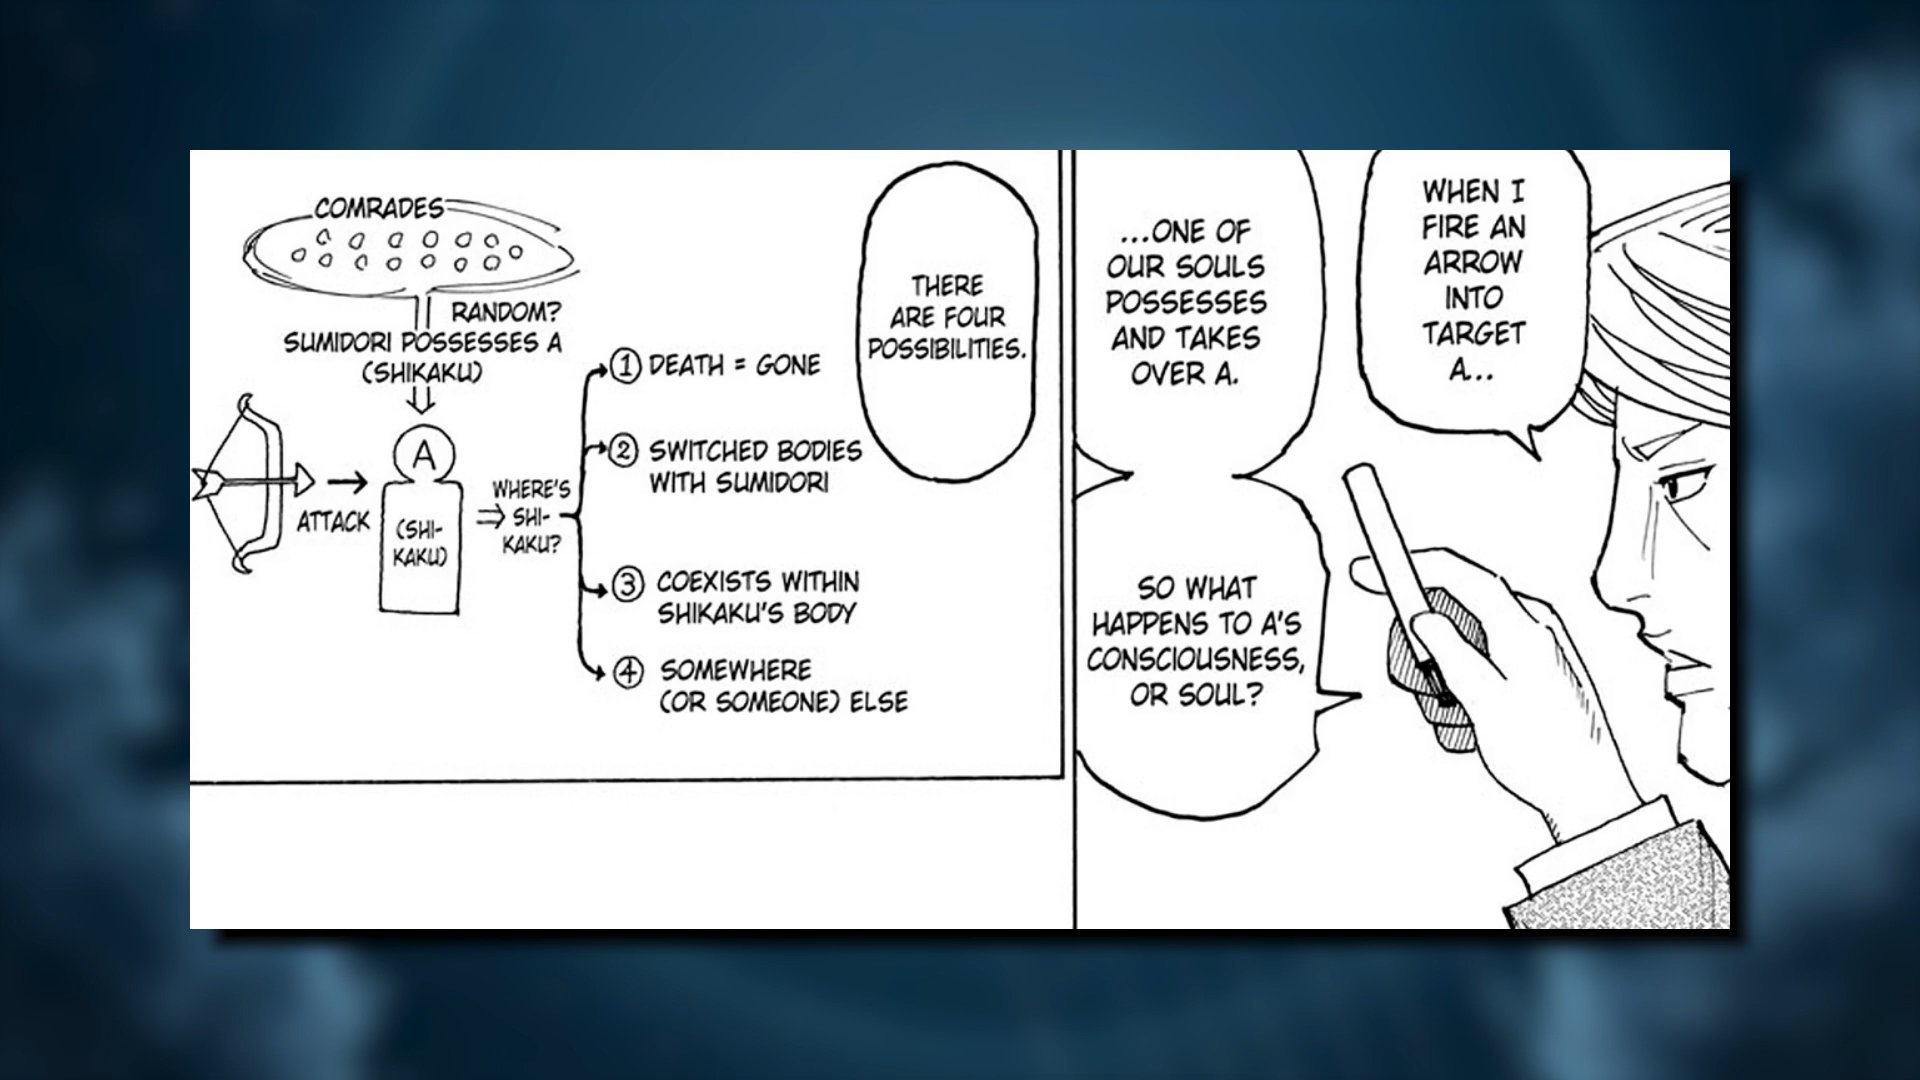 WHEN I
FIRE AN
ARROW
INTO
TARGET
A...
...ONE OF
OUR SOULS
POSSESSES
AND TAKES
OVER A.
SO WHAT
HAPPENS TO A'S
CONSCIOUSNESS,
OR SOUL?
THERE
ARE FOUR
POSSIBILITIES.
COMRADES
RANDOM?
SUMIDORI POSSESSES A
(SHIKAKU)
ATTACK
A
(SHI-
KAKU)
WHERE'S
SHI-
KAKU?
① DEATH = GONE
② SWITCHED BODIES
WITH SUMIDORI
③ COEXISTS WITHIN
SHIKAKU'S BODY
④ SOMEWHERE
(OR SOMEONE) ELSE